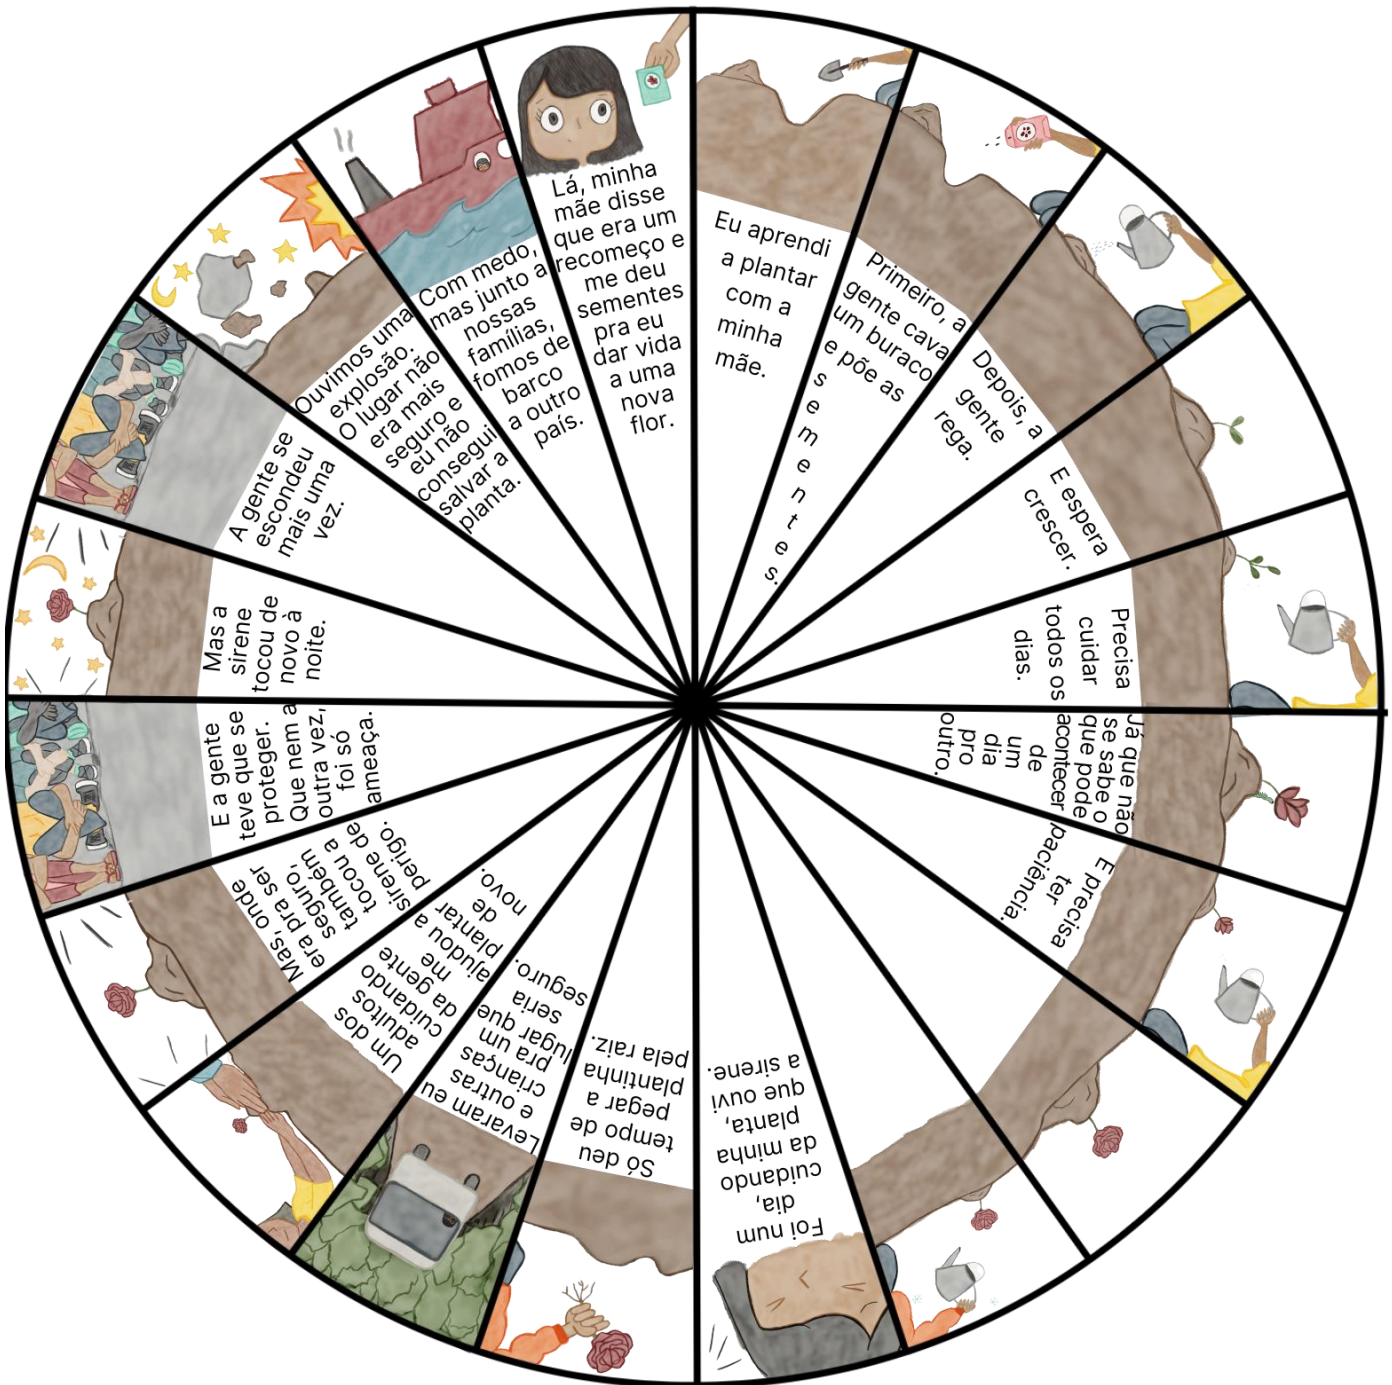 Eu aprendi
a plantar
com a
minha
mãe.
Primeiro, a
gente cava
um buraco
e põe as
s
e
m
e
n
t
e
s.
Depois, a
gente
rega.
E espera
crescer.
Precisa
cuidar
todos os
dias.
Já que não
se sabe o
que pode
acontecer
de
um
dia
pro
outro.
E precisa
ter
paciência.
Foi num
dia,
cuidando
da minha
planta,
que ouvi
a sirene.
Só deu
tempo de
pegar a
plantinha
pela raiz.
Levaram eu
e outras
crianças
pra um
lugar que
seria
seguro.
Um dos
adultos
cuidando
da gente
me
ajudou a
plantar
de
novo.
Mas, onde
era pra ser
seguro,
também
tocou a
sirene de
perigo.
E a gente
teve que se
proteger.
Que nem a
outra vez,
foi só
ameaça.
Mas a
sirene
tocou de
novo à
noite.
A gente se
escondeu
mais uma
vez.
Ouvimos uma
explosão.
O lugar não
era mais
seguro e
eu não
consegui
salvar a
planta.
Com medo,
mas junto a
nossas
famílias,
fomos de
barco
a outro
país.
Lá, minha
mãe disse
que era um
recomeço e
me deu
sementes
pra eu
dar vida
a uma
nova
flor.